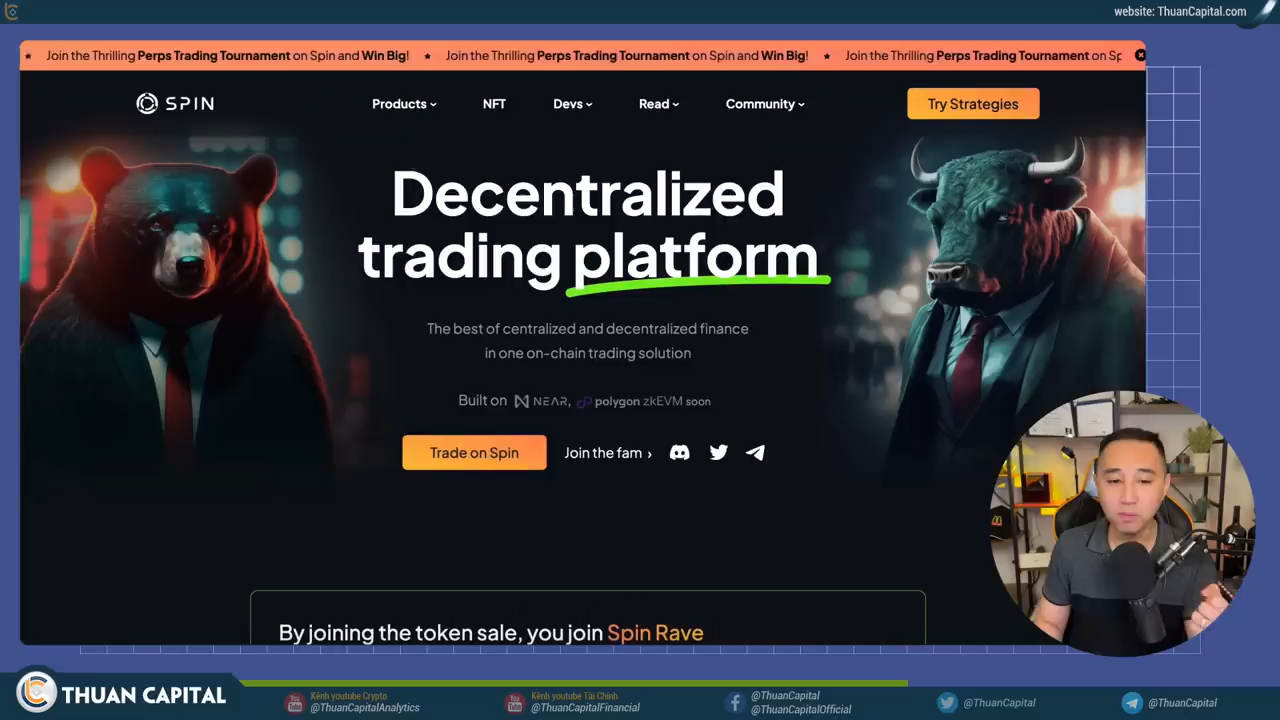 website: ThuanCapital.com
Join the Thrilling Perps Trading Tournament on Spin and Win Big! ★ Join the Thrilling Perps Trading Tournament on Spin and Win Big! ★ Join the Thrilling Perps Trading Tournament on Sp
SPIN
Products NFT Devs Read Community
Try Strategies
Decentralized
trading platform
The best of centralized and decentralized finance
in one on-chain trading solution
Built on NEAR, polygon zkEVM soon
Trade on Spin
Join the fam ›
By joining the token sale, you join Spin Rave
THUAN CAPITAL
Kênh youtube Crypto
@ThuanCapitalAnalytics
Kênh youtube Tài Chính
@ThuanCapitalFinancial
@ThuanCapital
@ThuanCapitalOfficial
@ThuanCapital
@ThuanCapital